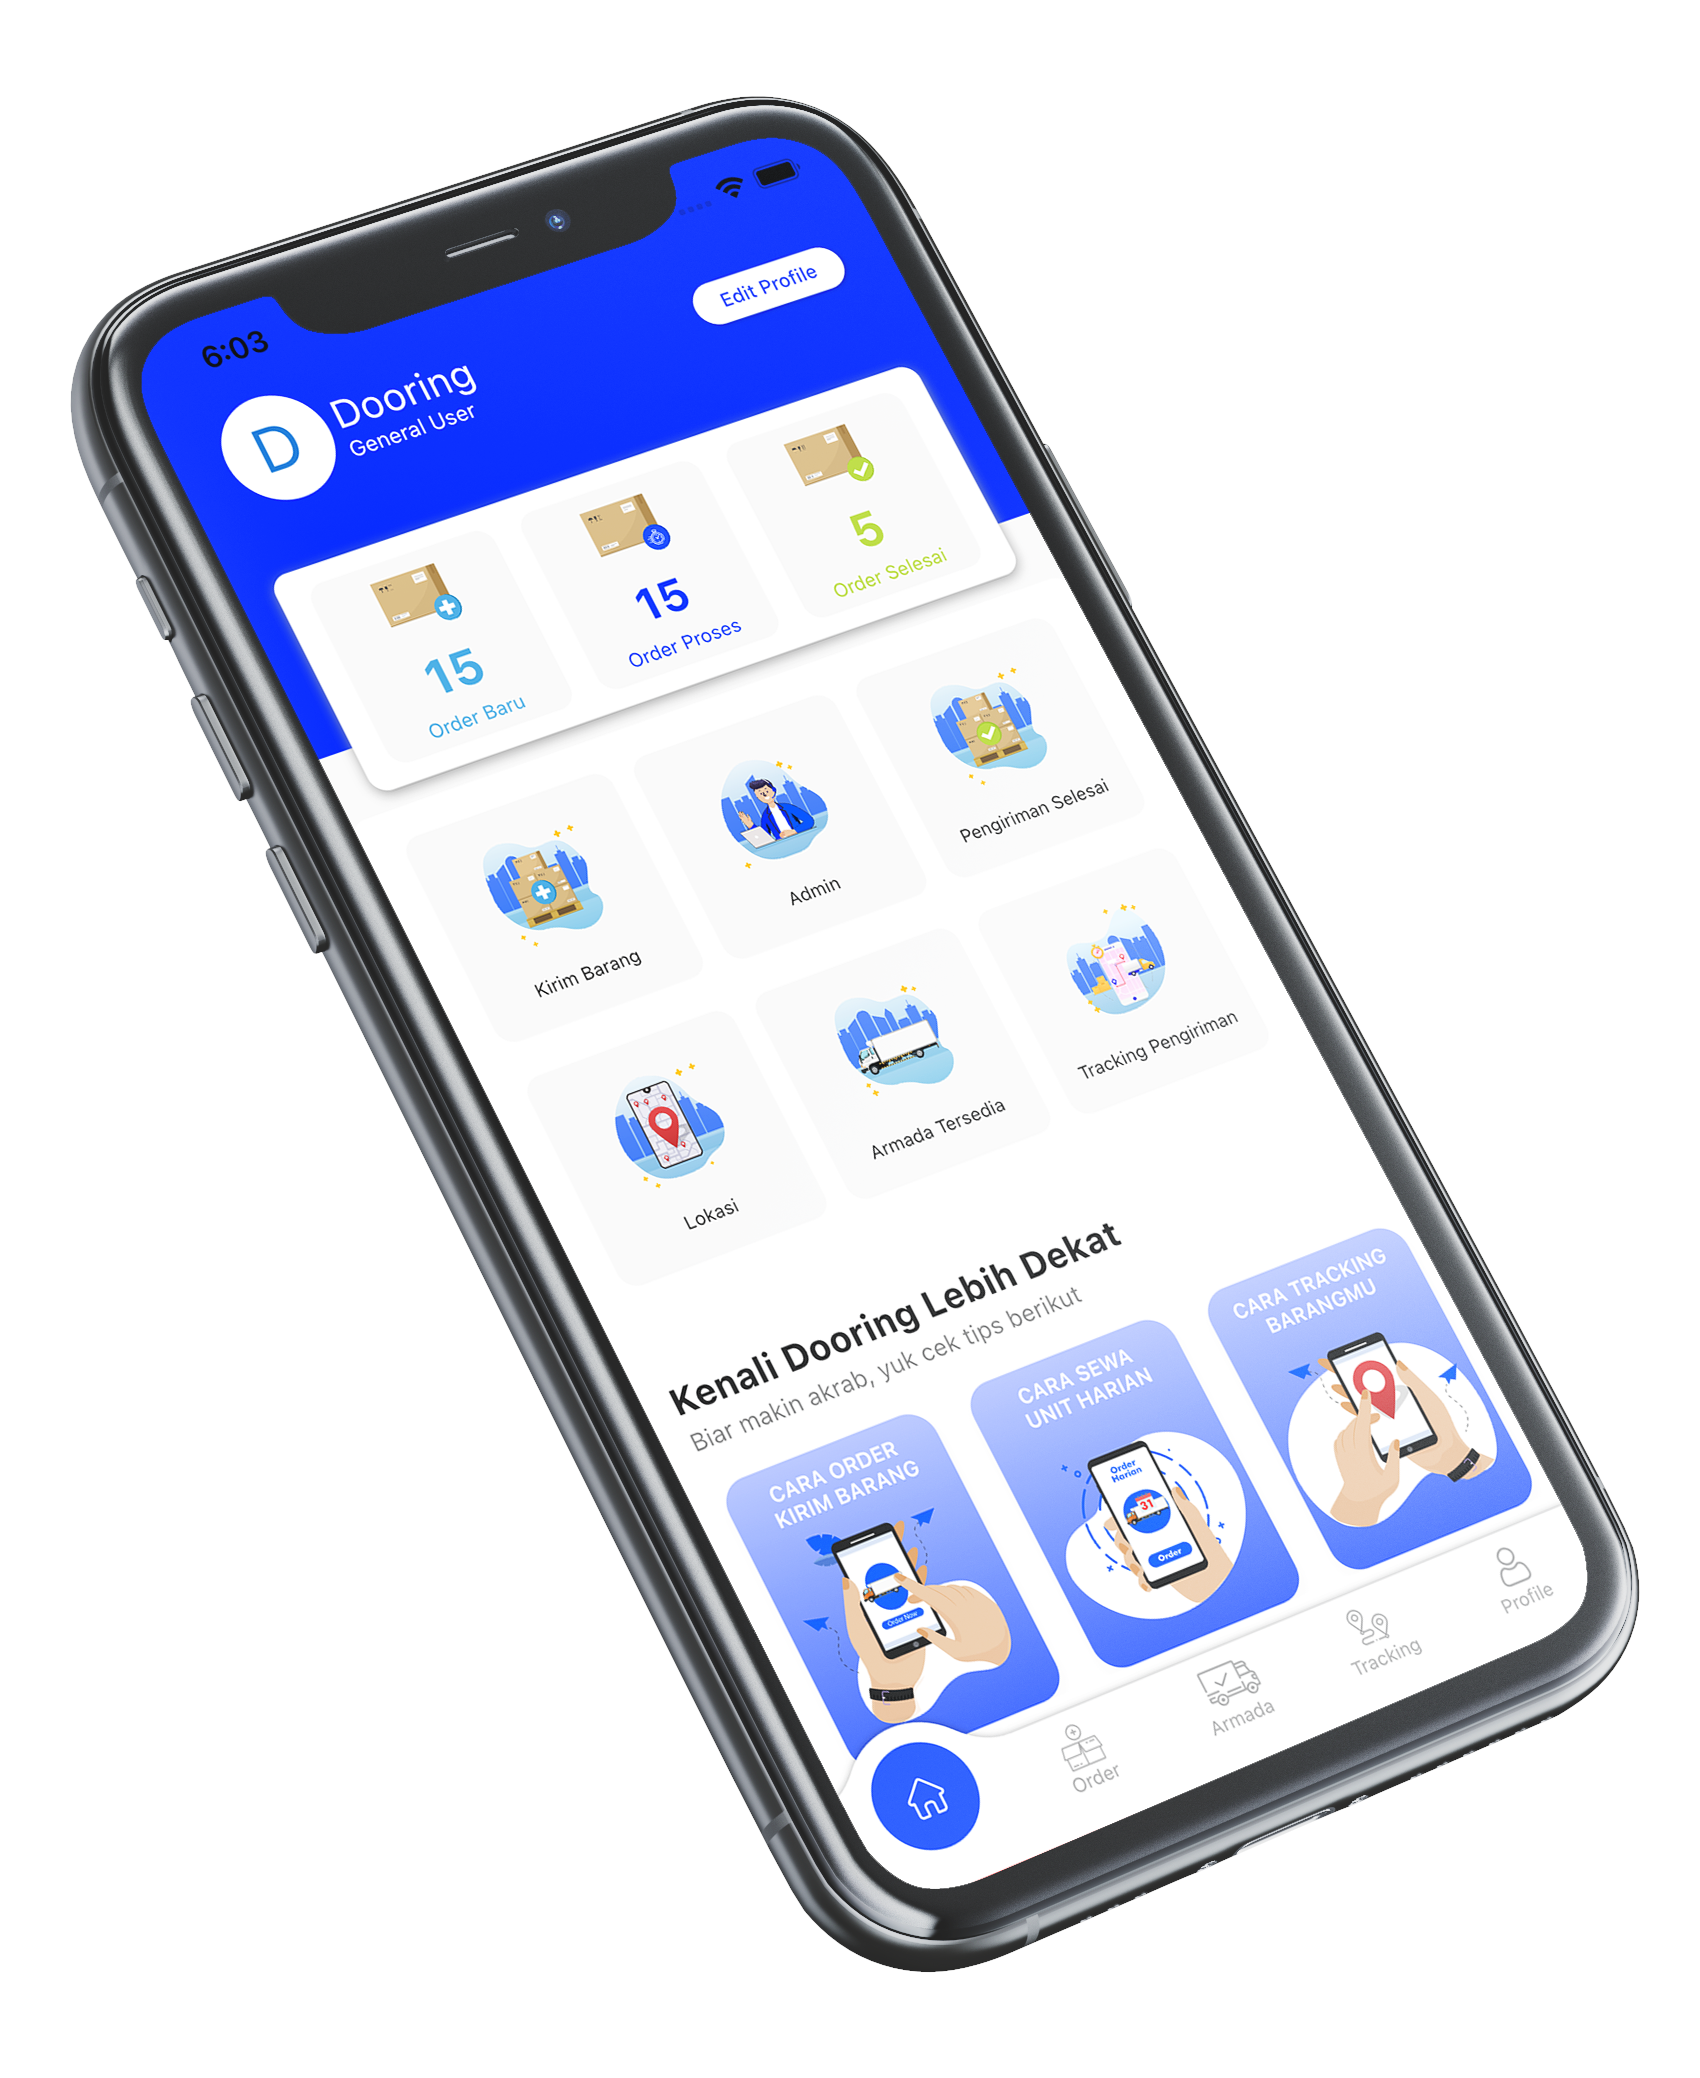 6:03
Edit Profile
D
Dooring
General User
15
Order Baru
15
Order Proses
5
Order Selesai
Kirim Barang
Admin
Pengiriman Selesai
Lokasi
Armada Tersedia
Tracking Pengiriman
Kenali Dooring Lebih Dekat
Biar makin akrab, yuk cek tips berikut
CARA ORDER
KIRIM BARANG
Order Now
CARA SEWA
UNIT HARIAN
Order
Harian
31
Order
CARA TRACKING
BARANGMU
Order
Armada
Tracking
Profile